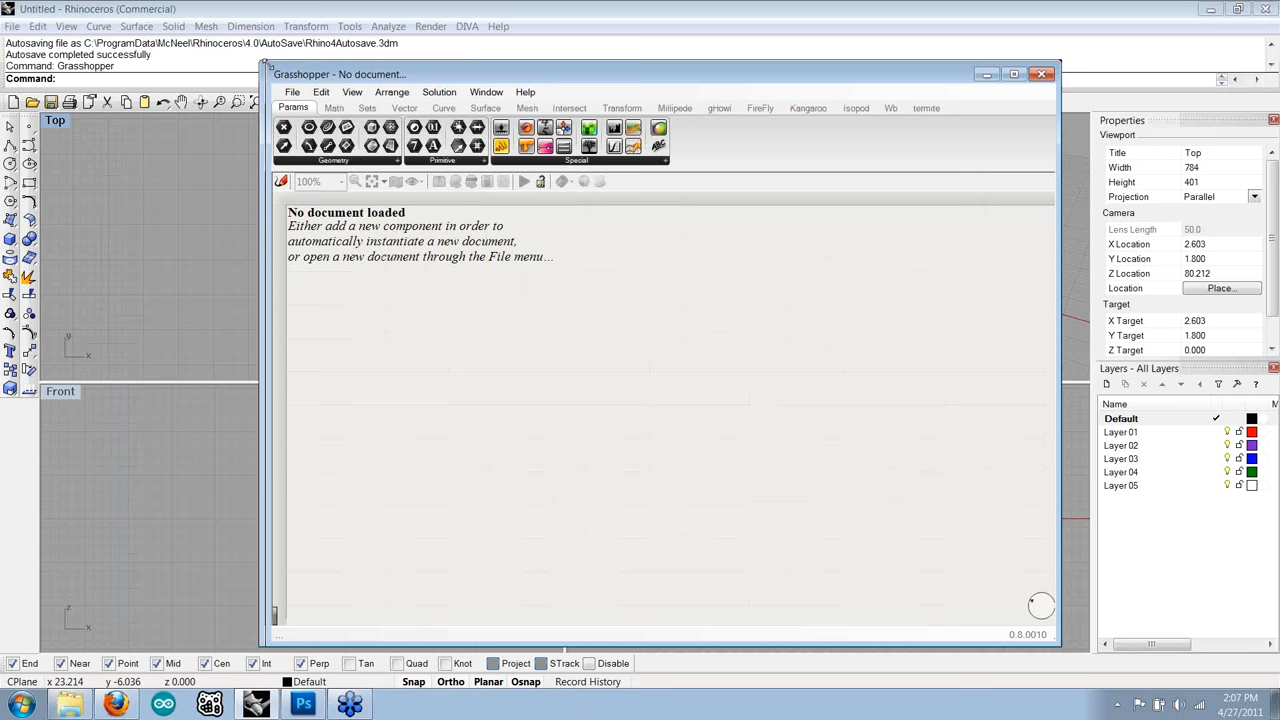 Untitled - Rhinoceros (Commercial)
File Edit View Curve Surface Solid Mesh Dimension Transform Tools Analyze Render DIVA Help
Autosaving file as C:\ProgramData\McNeel\Rhinoceros\4.0\AutoSave\Rhino4Autosave.3dm
Autosave completed successfully
Command: Grasshopper
Command:
Grasshopper - No document...
File Edit View Arrange Solution Window Help
Params Math Sets Vector Curve Surface Mesh Intersect Transform Millipede gHowl FireFly Kangaroo Isopod Wb termite
Geometry Primitive Special
100%
No document loaded
Either add a new component in order to
automatically instantiate a new document,
or open a new document through the File menu...
... 0.8.0010
Top
y
x
Front
z
x
Properties
Viewport
Title Top
Width 784
Height 401
Projection Parallel
Camera
Lens Length 50.0
X Location 2.603
Y Location 1.800
Z Location 80.212
Location Place...
Target
X Target 2.603
Y Target 1.800
Z Target 0.000
Layers - All Layers
Name M
Default
Layer 01
Layer 02
Layer 03
Layer 04
Layer 05
End Near Point Mid Cen Int Perp Tan Quad Knot Project STrack Disable
CPlane x 23.214 y -6.036 z 0.000 Default Snap Ortho Planar Osnap Record History
Ps
2:07 PM
4/27/2011